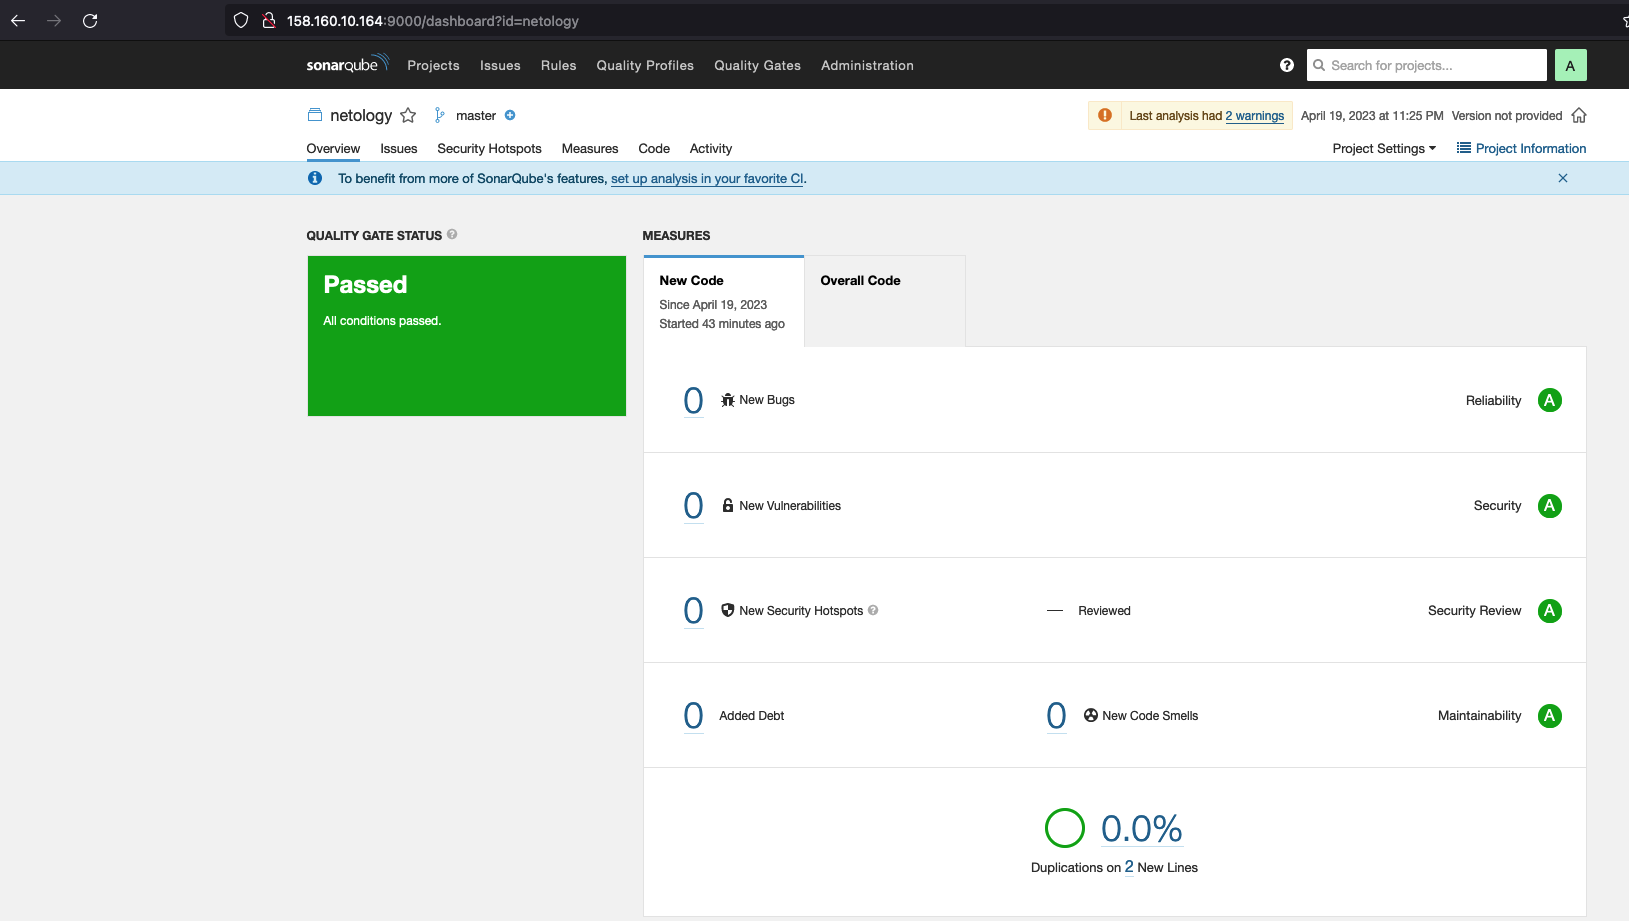 158.160.10.164:9000/dashboard?id=netology
sonarqube Projects Issues Rules Quality Profiles Quality Gates Administration Search for projects... A
netology master Last analysis had 2 warnings April 19, 2023 at 11:25 PM Version not provided
Overview Issues Security Hotspots Measures Code Activity Project Settings Project Information
To benefit from more of SonarQube's features, set up analysis in your favorite CI.
QUALITY GATE STATUS
Passed
All conditions passed.
MEASURES
New Code
Since April 19, 2023
Started 43 minutes ago
Overall Code
0 New Bugs Reliability A
0 New Vulnerabilities Security A
0 New Security Hotspots — Reviewed Security Review A
0 Added Debt 0 New Code Smells Maintainability A
0.0%
Duplications on 2 New Lines